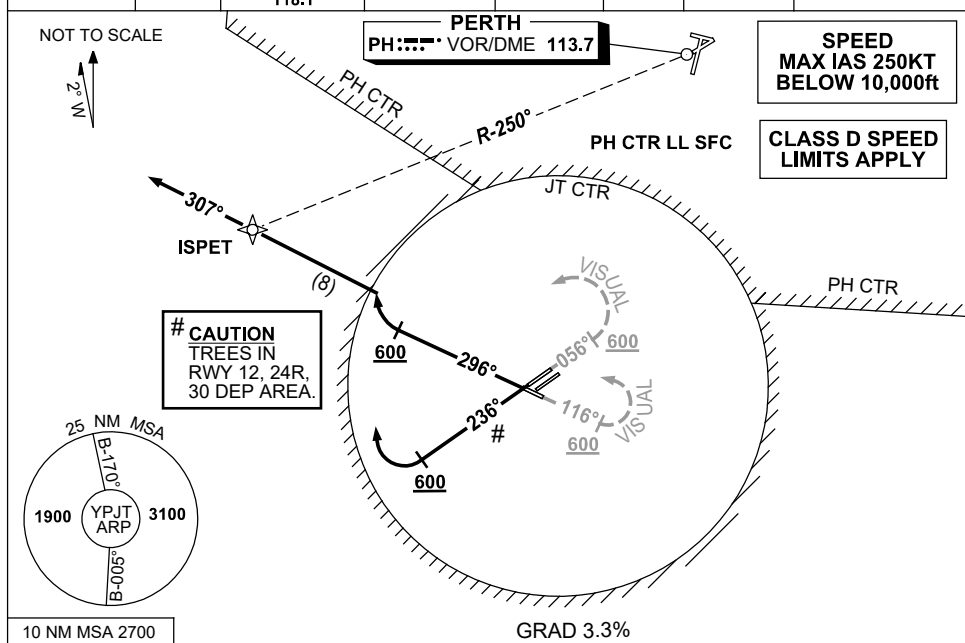 118.1
NOT TO SCALE
2° W
PERTH
PH VOR/DME 113.7
SPEED
MAX IAS 250KT
BELOW 10,000ft
PH CTR
R-250°
PH CTR LL SFC
CLASS D SPEED
LIMITS APPLY
JT CTR
307°
ISPET
(8)
VISUAL
PH CTR
# CAUTION
TREES IN
RWY 12, 24R,
30 DEP AREA.
600
296°
056°
600
236°
#
116°
VISUAL
600
600
25 NM MSA
B-170°
1900
YPJT
ARP
3100
B-005°
10 NM MSA 2700
GRAD 3.3%